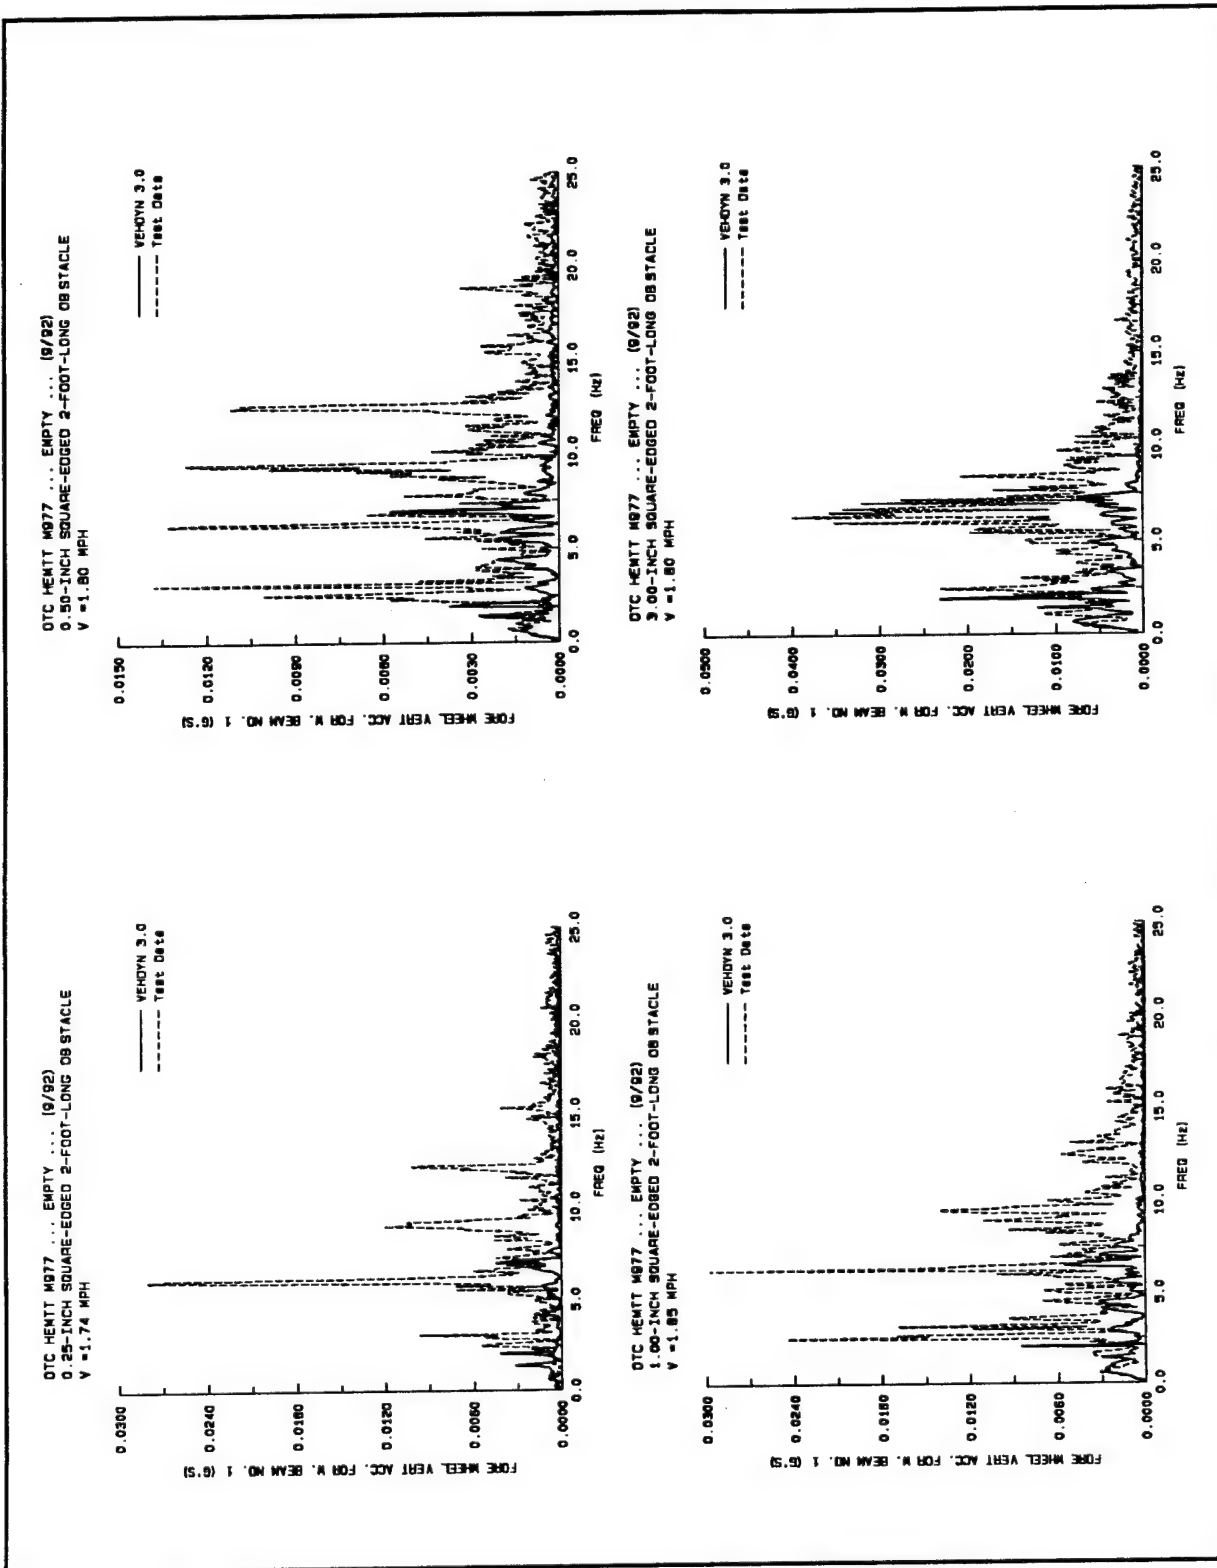 OTC HEMTT M977 ... EMPTY ... (9/92)
0.25-INCH SQUARE-EDGED 2-FOOT-LONG OBSTACLE
V =1.74 MPH
VEHDYN 3.0
Test Data
FORE WHEEL VERT ACC. FOR W. BEAM NO. 1 (G'S)
0.0300
0.0240
0.0180
0.0120
0.0060
0.0000
0.0 5.0 10.0 15.0 20.0 25.0
FREQ (Hz)
OTC HEMTT M977 ... EMPTY ... (9/92)
0.50-INCH SQUARE-EDGED 2-FOOT-LONG OBSTACLE
V =1.80 MPH
VEHDYN 3.0
Test Data
FORE WHEEL VERT ACC. FOR W. BEAM NO. 1 (G'S)
0.0150
0.0120
0.0090
0.0060
0.0030
0.0000
0.0 5.0 10.0 15.0 20.0 25.0
FREQ (Hz)
OTC HEMTT M977 ... EMPTY ... (9/92)
1.00-INCH SQUARE-EDGED 2-FOOT-LONG OBSTACLE
V =1.85 MPH
VEHDYN 3.0
Test Data
FORE WHEEL VERT ACC. FOR W. BEAM NO. 1 (G'S)
0.0300
0.0240
0.0180
0.0120
0.0060
0.0000
0.0 5.0 10.0 15.0 20.0 25.0
FREQ (Hz)
OTC HEMTT M977 ... EMPTY ... (9/92)
3.00-INCH SQUARE-EDGED 2-FOOT-LONG OBSTACLE
V =1.80 MPH
VEHDYN 3.0
Test Data
FORE WHEEL VERT ACC. FOR W. BEAM NO. 1 (G'S)
0.0500
0.0400
0.0300
0.0200
0.0100
0.0000
0.0 5.0 10.0 15.0 20.0 25.0
FREQ (Hz)